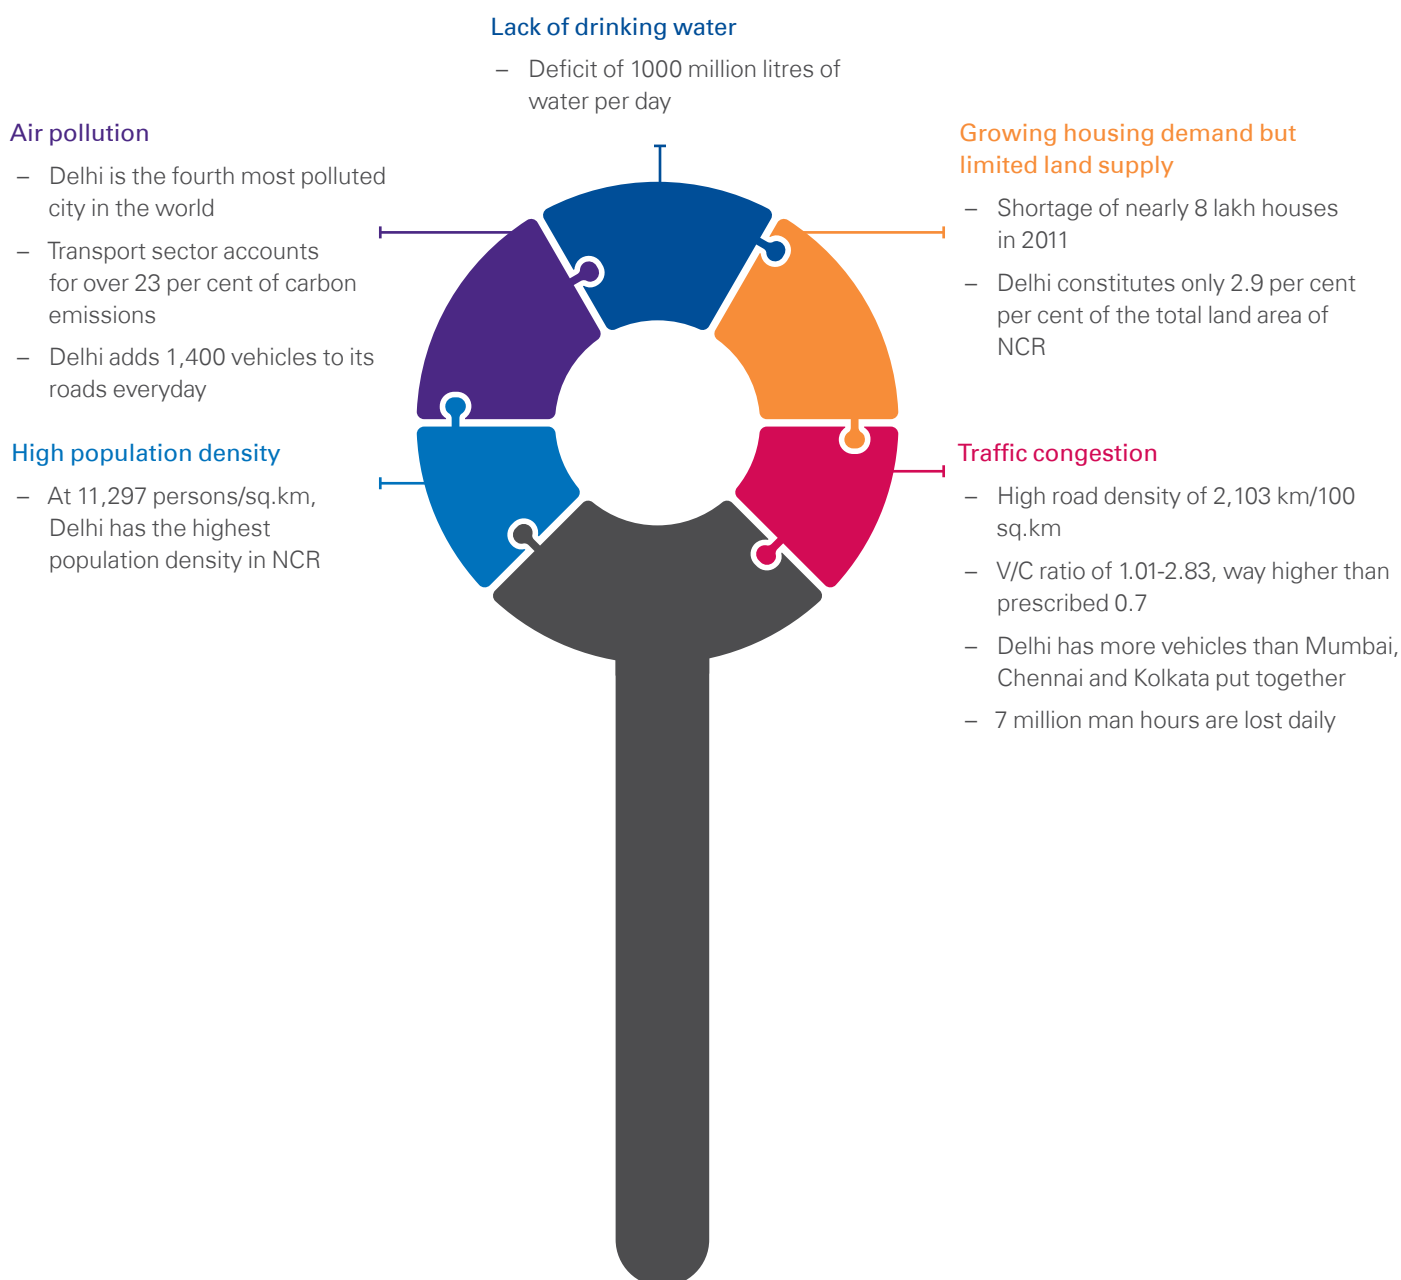 Lack of drinking water
– Deficit of 1000 million litres of
water per day
Air pollution
– Delhi is the fourth most polluted
city in the world
– Transport sector accounts
for over 23 per cent of carbon
emissions
– Delhi adds 1,400 vehicles to its
roads everyday
High population density
– At 11,297 persons/sq.km,
Delhi has the highest
population density in NCR
Growing housing demand but
limited land supply
– Shortage of nearly 8 lakh houses
in 2011
– Delhi constitutes only 2.9 per cent
per cent of the total land area of
NCR
Traffic congestion
– High road density of 2,103 km/100
sq.km
– V/C ratio of 1.01-2.83, way higher than
prescribed 0.7
– Delhi has more vehicles than Mumbai,
Chennai and Kolkata put together
– 7 million man hours are lost daily